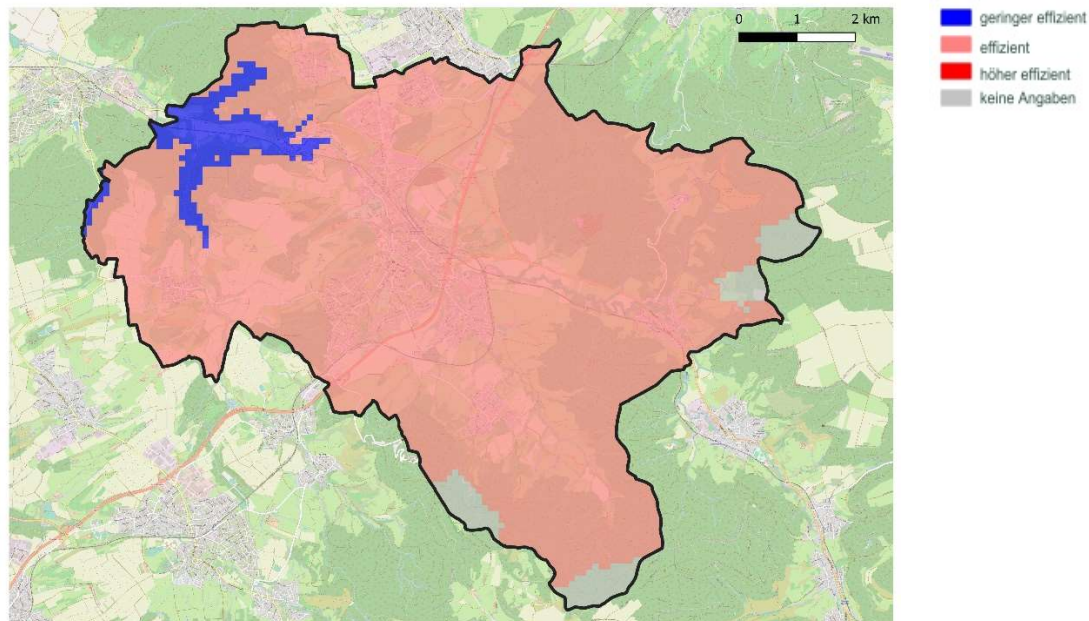 0 1 2 km
geringer effizient
effizient
höher effizient
keine Angaben